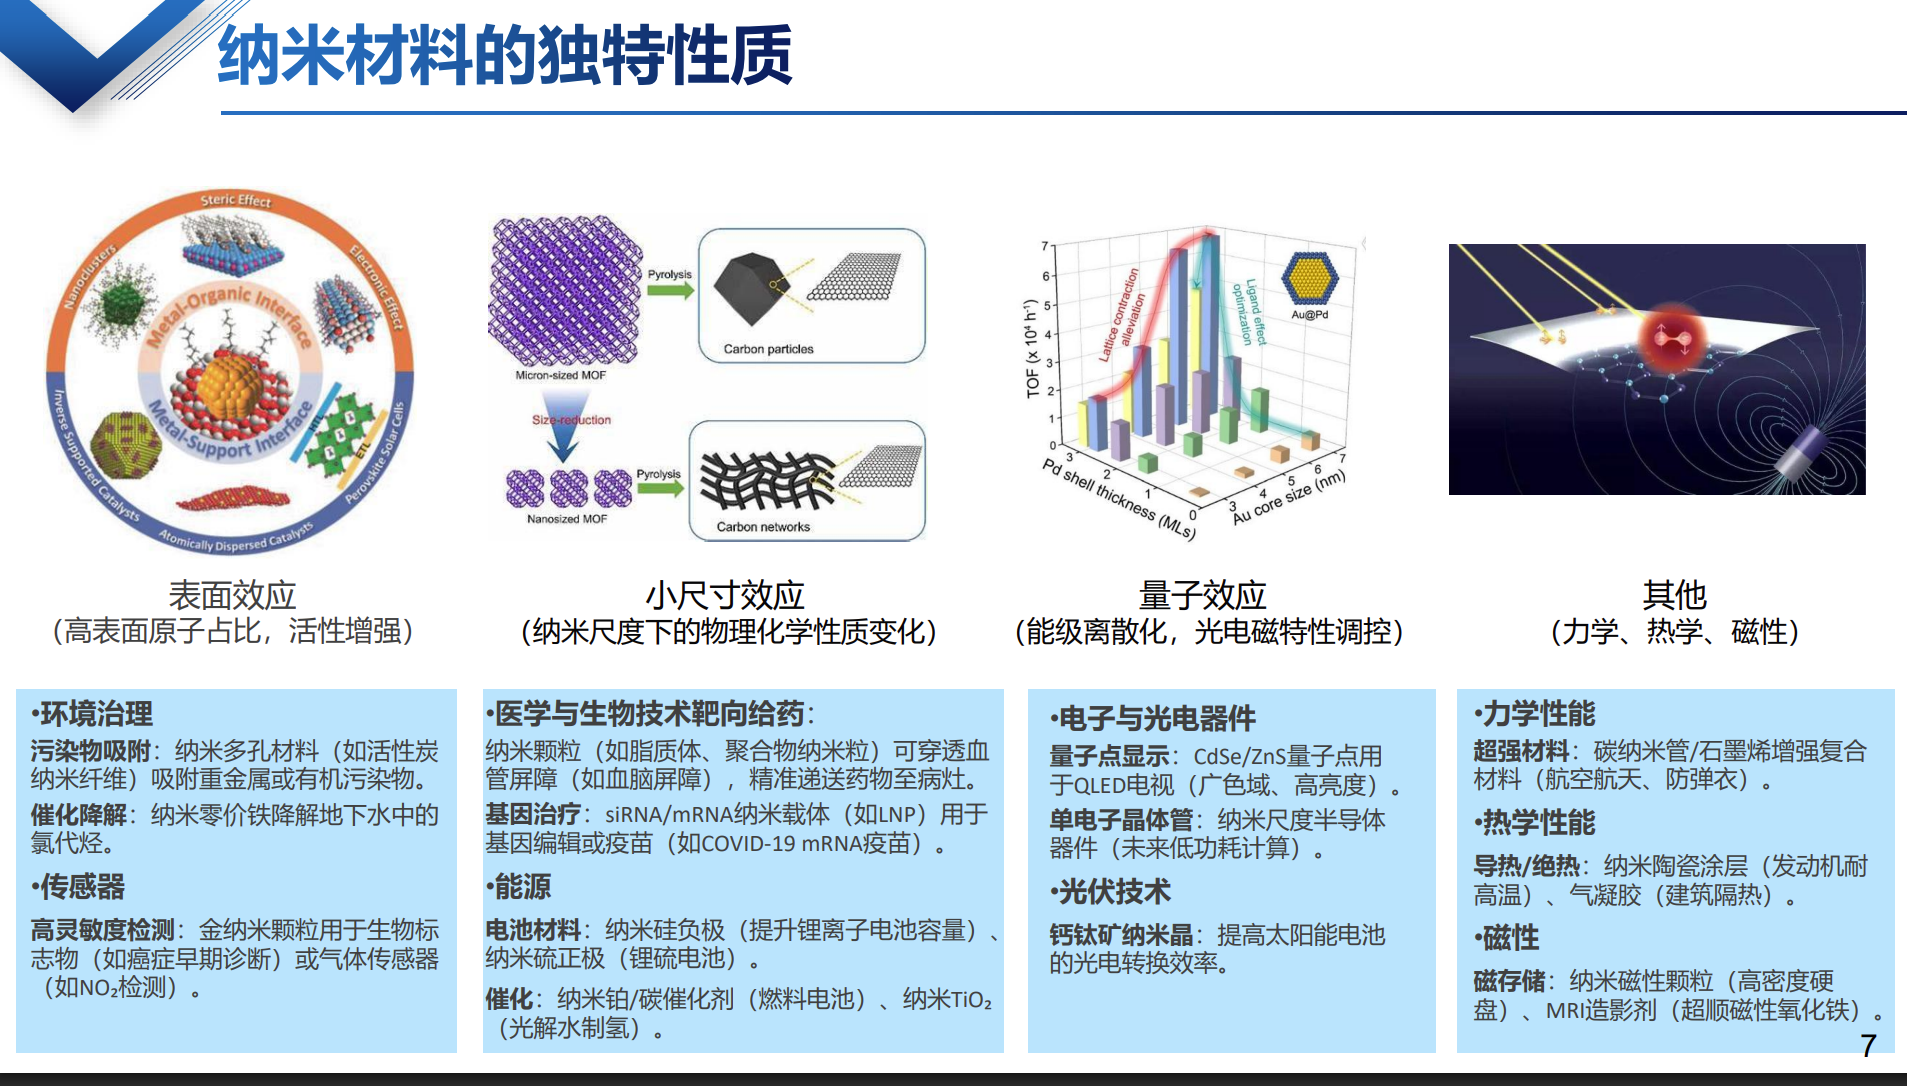 纳米材料的独特性质
Steric Effect
Nanoclusters
Electronic Effect
Metal-Organic Interface
Metal-Support Interface
HTL
ETL
Inverse Supported Catalysts
Perovskite Solar Cells
Atomically Dispersed Catalysts
Micron-sized MOF
Pyrolysis
Carbon particles
Size-reduction
Nanosized MOF
Pyrolysis
Carbon networks
TOF (x 10⁴ h⁻¹)
7
6
5
4
3
2
1
0
Lattice contraction
alleviation
Ligand effect
optimization
Au@Pd
3
2
1
0
Pd shell thickness (MLs)
3
4
5
6
7
Au core size (nm)
表面效应
（高表面原子占比，活性增强）
小尺寸效应
（纳米尺度下的物理化学性质变化）
量子效应
（能级离散化，光电磁特性调控）
其他
（力学、热学、磁性）
•环境治理
污染物吸附：纳米多孔材料（如活性炭
纳米纤维）吸附重金属或有机污染物。
催化降解：纳米零价铁降解地下水中的
氯代烃。
•传感器
高灵敏度检测：金纳米颗粒用于生物标
志物（如癌症早期诊断）或气体传感器
（如NO₂检测）。
•医学与生物技术靶向给药：
纳米颗粒（如脂质体、聚合物纳米粒）可穿透血
管屏障（如血脑屏障），精准递送药物至病灶。
基因治疗：siRNA/mRNA纳米载体（如LNP）用于
基因编辑或疫苗（如COVID-19 mRNA疫苗）。
•能源
电池材料：纳米硅负极（提升锂离子电池容量）、
纳米硫正极（锂硫电池）。
催化：纳米铂/碳催化剂（燃料电池）、纳米TiO₂
（光解水制氢）。
•电子与光电器件
量子点显示：CdSe/ZnS量子点用
于QLED电视（广色域、高亮度）。
单电子晶体管：纳米尺度半导体
器件（未来低功耗计算）。
•光伏技术
钙钛矿纳米晶：提高太阳能电池
的光电转换效率。
•力学性能
超强材料：碳纳米管/石墨烯增强复合
材料（航空航天、防弹衣）。
•热学性能
导热/绝热：纳米陶瓷涂层（发动机耐
高温）、气凝胶（建筑隔热）。
•磁性
磁存储：纳米磁性颗粒（高密度硬
盘）、MRI造影剂（超顺磁性氧化铁）。
7